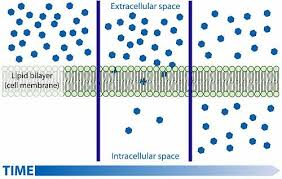 Extracellular space
Lipid bilayer
(cell membrane)
Intracellular space
TIME